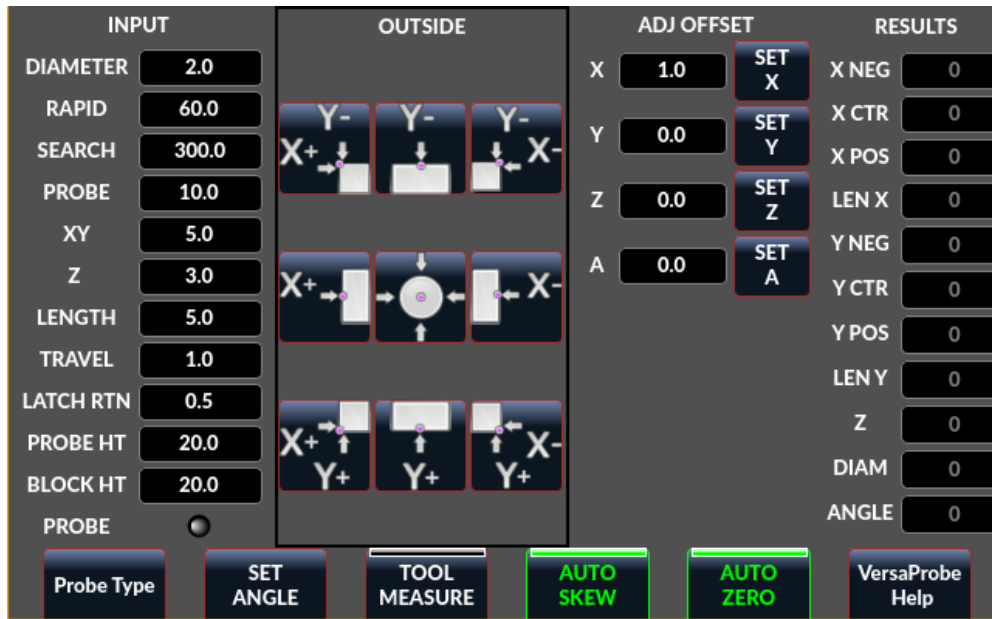 INPUT
DIAMETER 2.0
RAPID 60.0
SEARCH 300.0
PROBE 10.0
XY 5.0
Z 3.0
LENGTH 5.0
TRAVEL 1.0
LATCH RTN 0.5
PROBE HT 20.0
BLOCK HT 20.0
PROBE
OUTSIDE
Y- Y- Y-
X+ X-
X+ X-
X+ X-
Y+ Y+ Y+
ADJ OFFSET
X 1.0 SET X
Y 0.0 SET Y
Z 0.0 SET Z
A 0.0 SET A
RESULTS
X NEG 0
X CTR 0
X POS 0
LEN X 0
Y NEG 0
Y CTR 0
Y POS 0
LEN Y 0
Z 0
DIAM 0
ANGLE 0
Probe Type
SET
ANGLE
TOOL
MEASURE
AUTO
SKEW
AUTO
ZERO
VersaProbe
Help